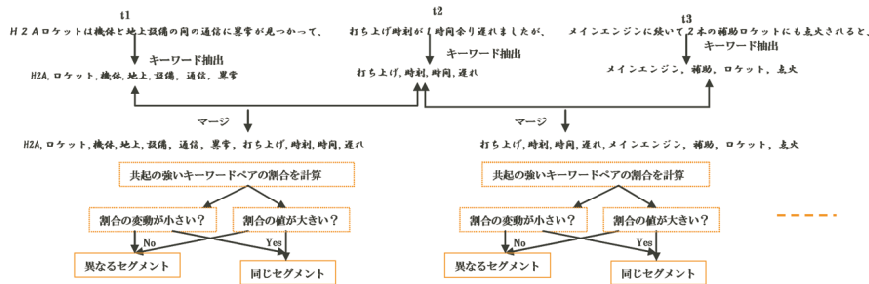 t1 t2 t3
H２Aロケットは機体と地上設備の間の通信に異常が見つかって、 打ち上げ時刻が１時間余り遅れましたが、 メインエンジンに続いて２本の補助ロケットにも点火されると、
キーワード抽出 キーワード抽出 キーワード抽出
H2A,ロケット,機体,地上,設備,通信,異常 打ち上げ,時刻,時間,遅れ メインエンジン,補助,ロケット,点火
マージ マージ
H2A,ロケット,機体,地上,設備,通信,異常,打ち上げ,時刻,時間,遅れ 打ち上げ,時刻,時間,遅れ,メインエンジン,補助,ロケット,点火
共起の強いキーワードペアの割合を計算 共起の強いキーワードペアの割合を計算
割合の変動が小さい? 割合の値が大きい? 割合の変動が小さい? 割合の値が大きい?
No Yes No Yes
異なるセグメント 同じセグメント 異なるセグメント 同じセグメント